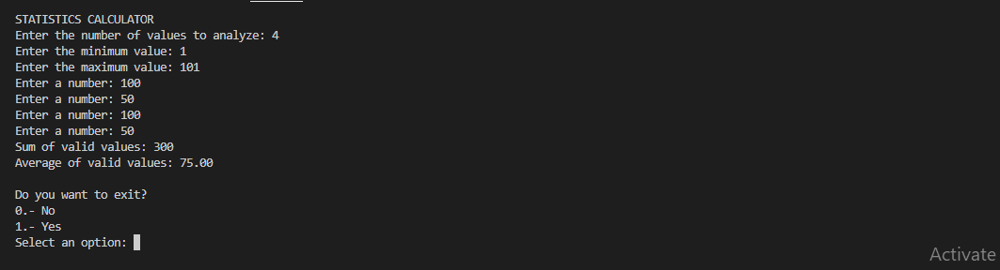 STATISTICS CALCULATOR
Enter the number of values to analyze: 4
Enter the minimum value: 1
Enter the maximum value: 101
Enter a number: 100
Enter a number: 50
Enter a number: 100
Enter a number: 50
Sum of valid values: 300
Average of valid values: 75.00
Do you want to exit?
0.- No
1.- Yes
Select an option:
Activate